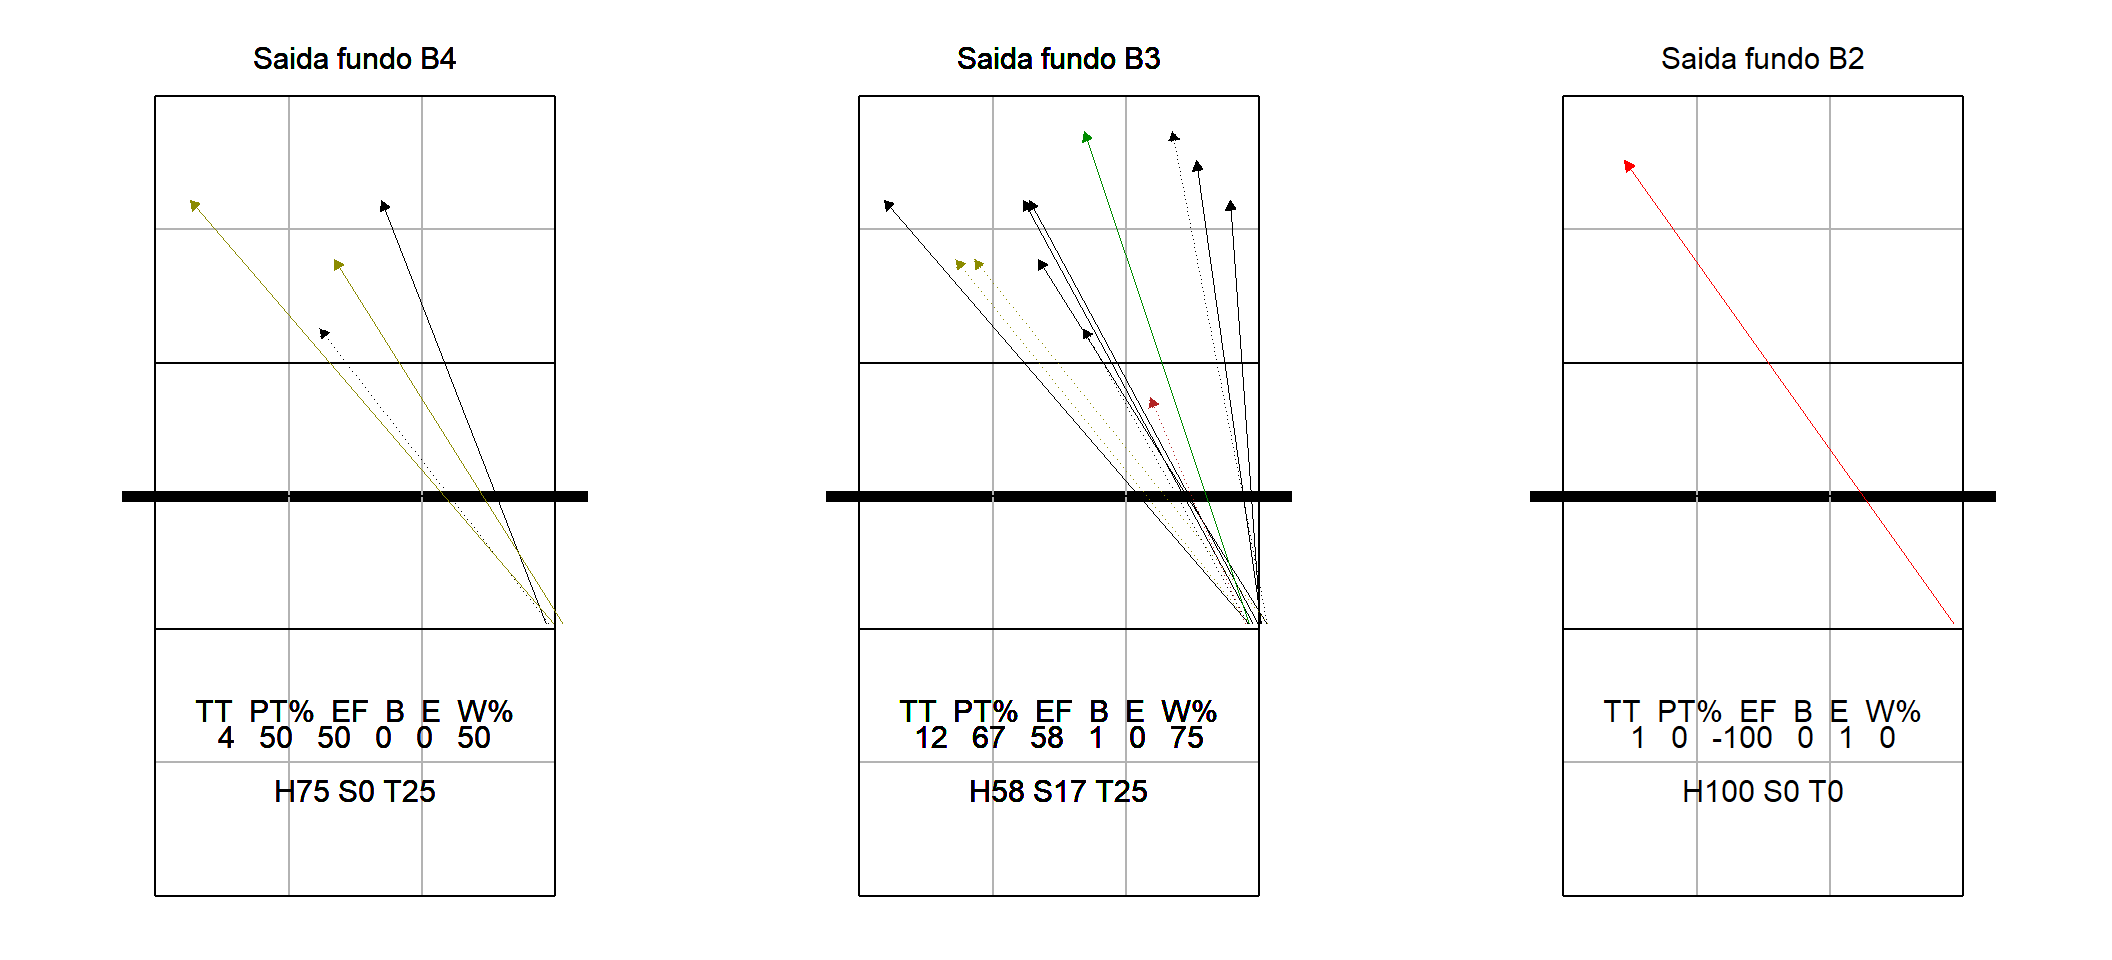 Saida fundo B4
TT PT% EF B E W%
4 50 50 0 0 50
H75 S0 T25
Saida fundo B3
TT PT% EF B E W%
12 67 58 1 0 75
H58 S17 T25
Saida fundo B2
TT PT% EF B E W%
1 0 -100 0 1 0
H100 S0 T0